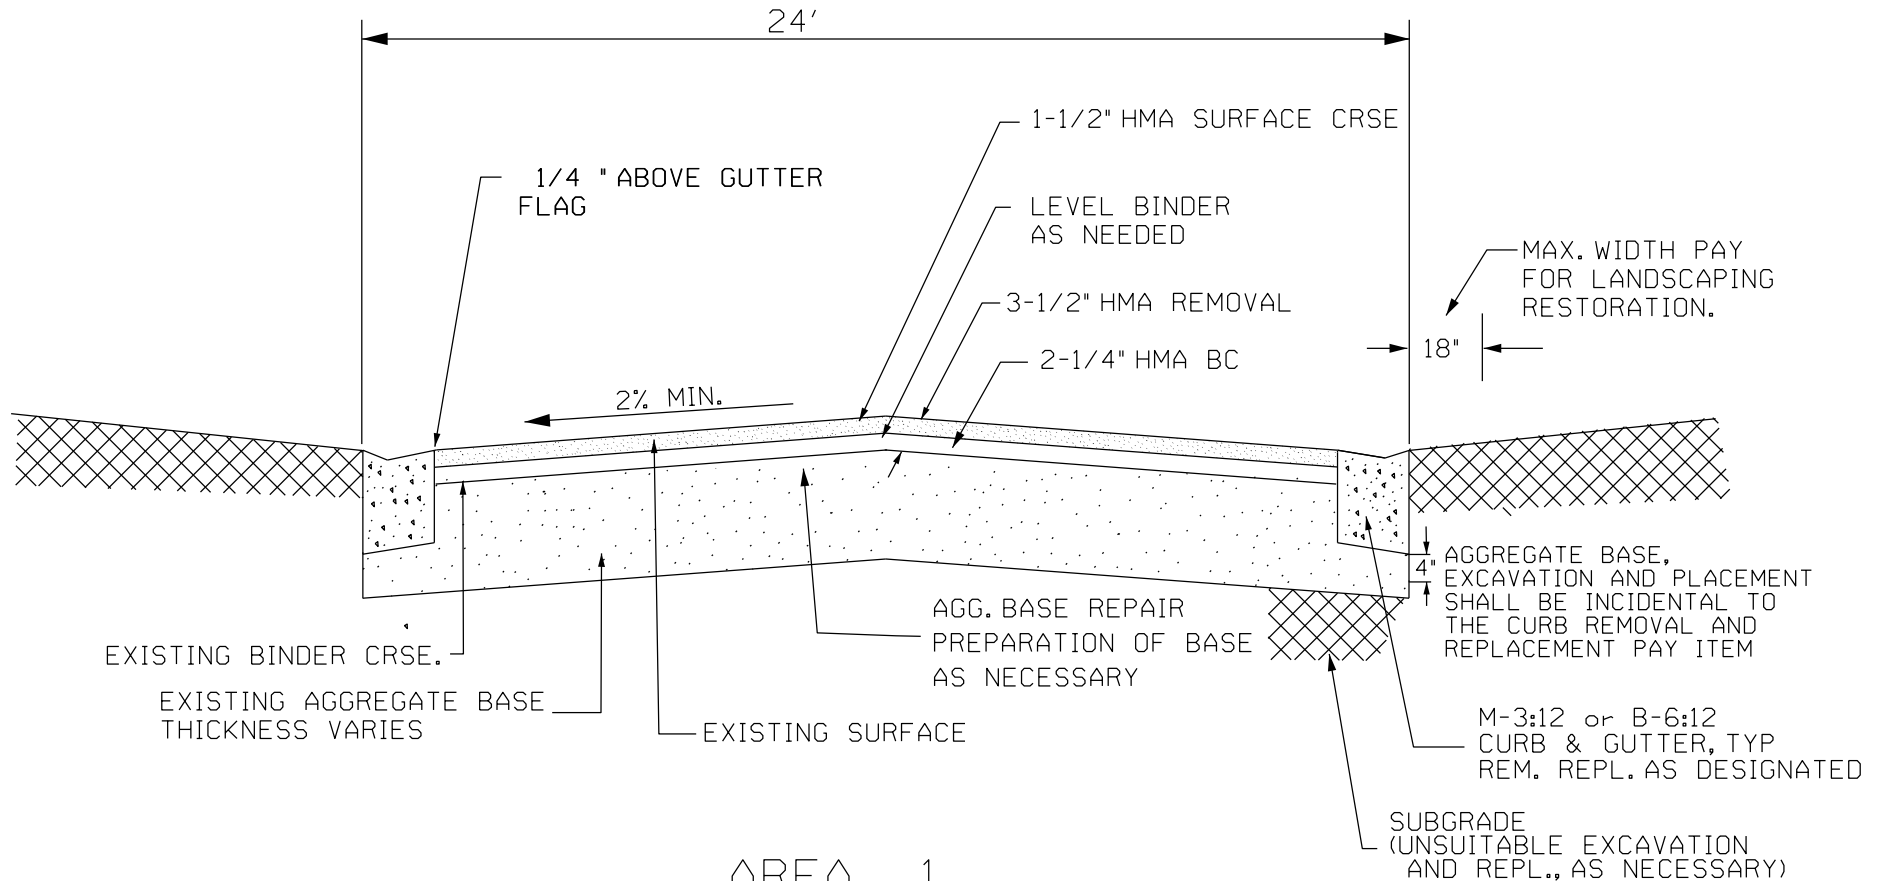 24'
1-1/2" HMA SURFACE CRSE
1/4 " ABOVE GUTTER
FLAG
LEVEL BINDER
AS NEEDED
MAX. WIDTH PAY
FOR LANDSCAPING
RESTORATION.
3-1/2" HMA REMOVAL
18"
2-1/4" HMA BC
2% MIN.
4"
AGGREGATE BASE,
EXCAVATION AND PLACEMENT
SHALL BE INCIDENTAL TO
THE CURB REMOVAL AND
REPLACEMENT PAY ITEM
AGG. BASE REPAIR
PREPARATION OF BASE
AS NECESSARY
EXISTING BINDER CRSE.
EXISTING AGGREGATE BASE
THICKNESS VARIES
EXISTING SURFACE
M-3:12 or B-6:12
CURB & GUTTER, TYP
REM. REPL. AS DESIGNATED
SUBGRADE
(UNSUITABLE EXCAVATION
AND REPL., AS NECESSARY)
AREA 1